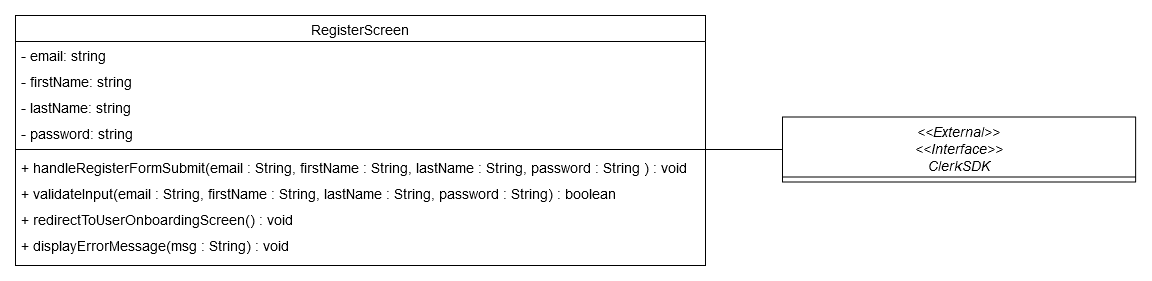 RegisterScreen
- email: string
- firstName: string
- lastName: string
- password: string
+ handleRegisterFormSubmit(email : String, firstName : String, lastName : String, password : String ) : void
+ validateInput(email : String, firstName : String, lastName : String, password : String) : boolean
+ redirectToUserOnboardingScreen() : void
+ displayErrorMessage(msg : String) : void
<<External>>
<<Interface>>
ClerkSDK